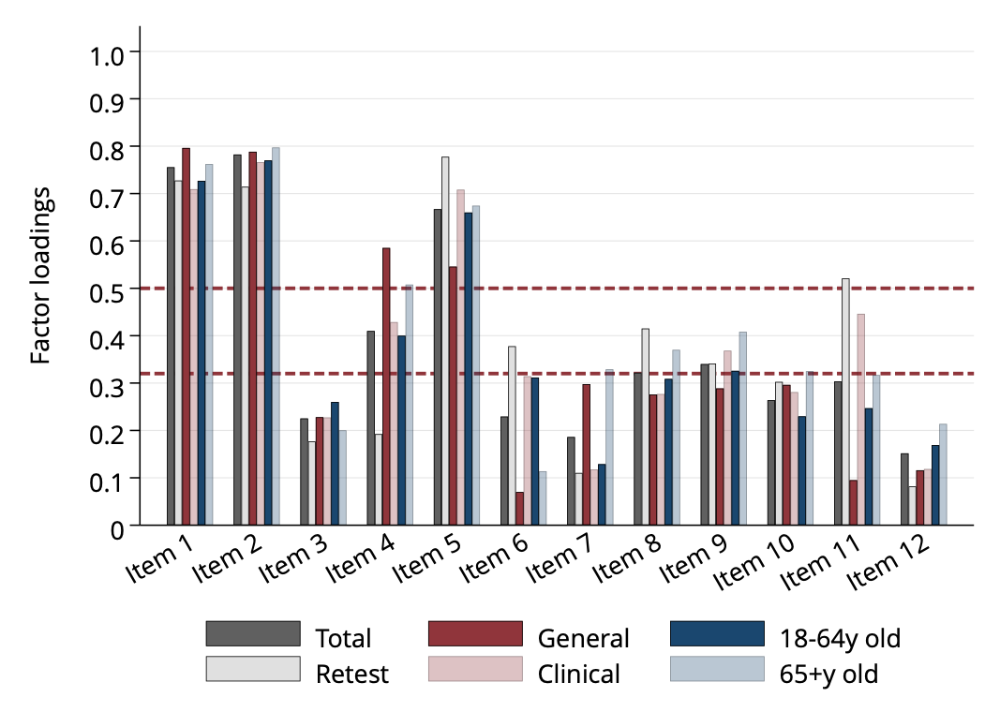 1.0
0.9
0.8
0.7
0.6
0.5
0.4
0.3
0.2
0.1
0
Factor loadings
Item 1 Item 2 Item 3 Item 4 Item 5 Item 6 Item 7 Item 8 Item 9 Item 10 Item 11 Item 12
Total General 18-64y old
Retest Clinical 65+y old